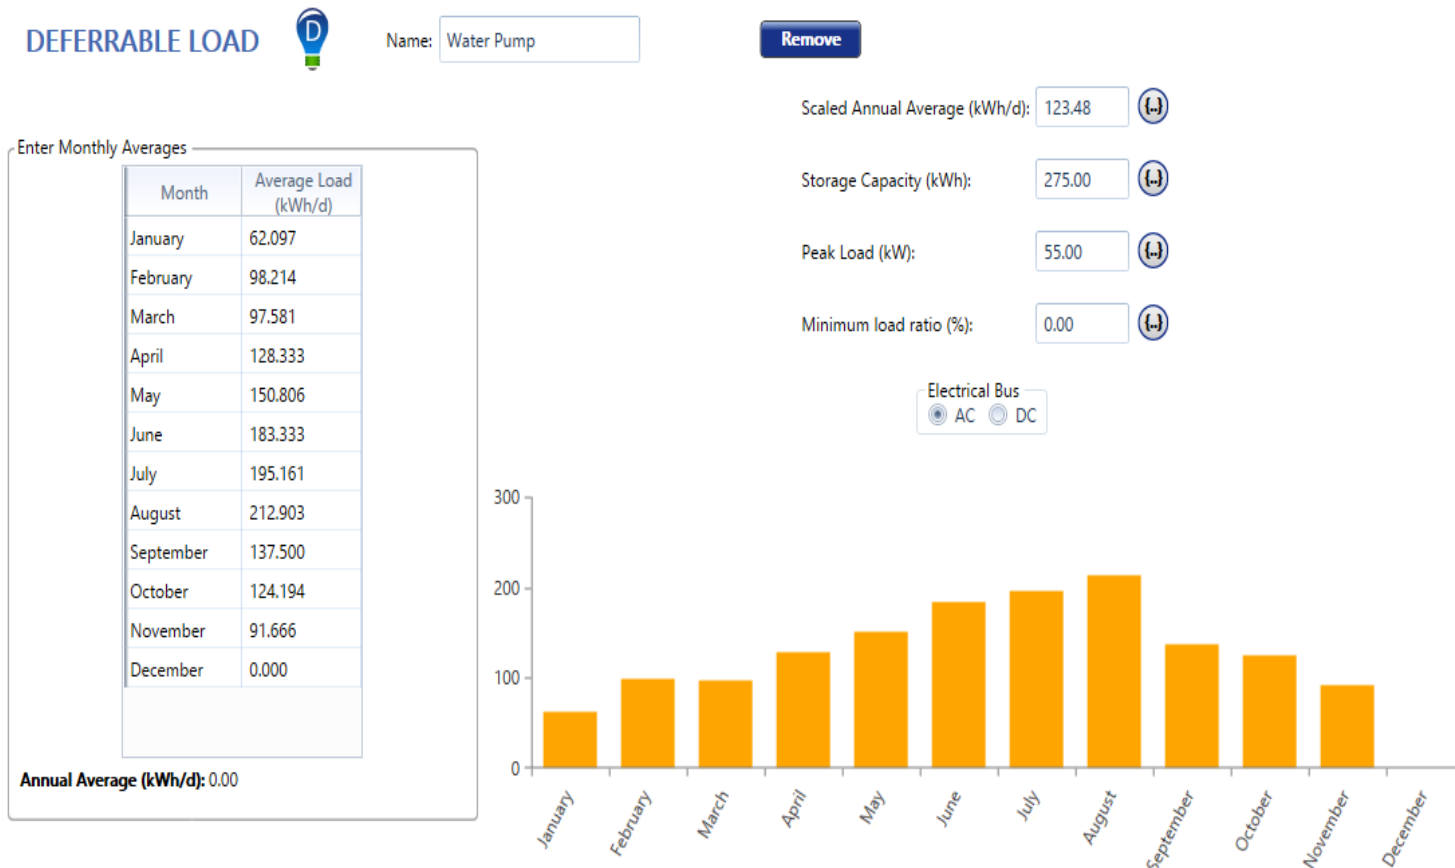 DEFERRABLE LOAD
D
Name: Water Pump
Remove
Scaled Annual Average (kWh/d): 123.48 {..}
Storage Capacity (kWh): 275.00 {..}
Peak Load (kW): 55.00 {..}
Minimum load ratio (%): 0.00 {..}
Electrical Bus
AC DC
Enter Monthly Averages
Month Average Load (kWh/d)
January 62.097
February 98.214
March 97.581
April 128.333
May 150.806
June 183.333
July 195.161
August 212.903
September 137.500
October 124.194
November 91.666
December 0.000
Annual Average (kWh/d): 0.00
300
200
100
0
January February March April May June July August September October November December